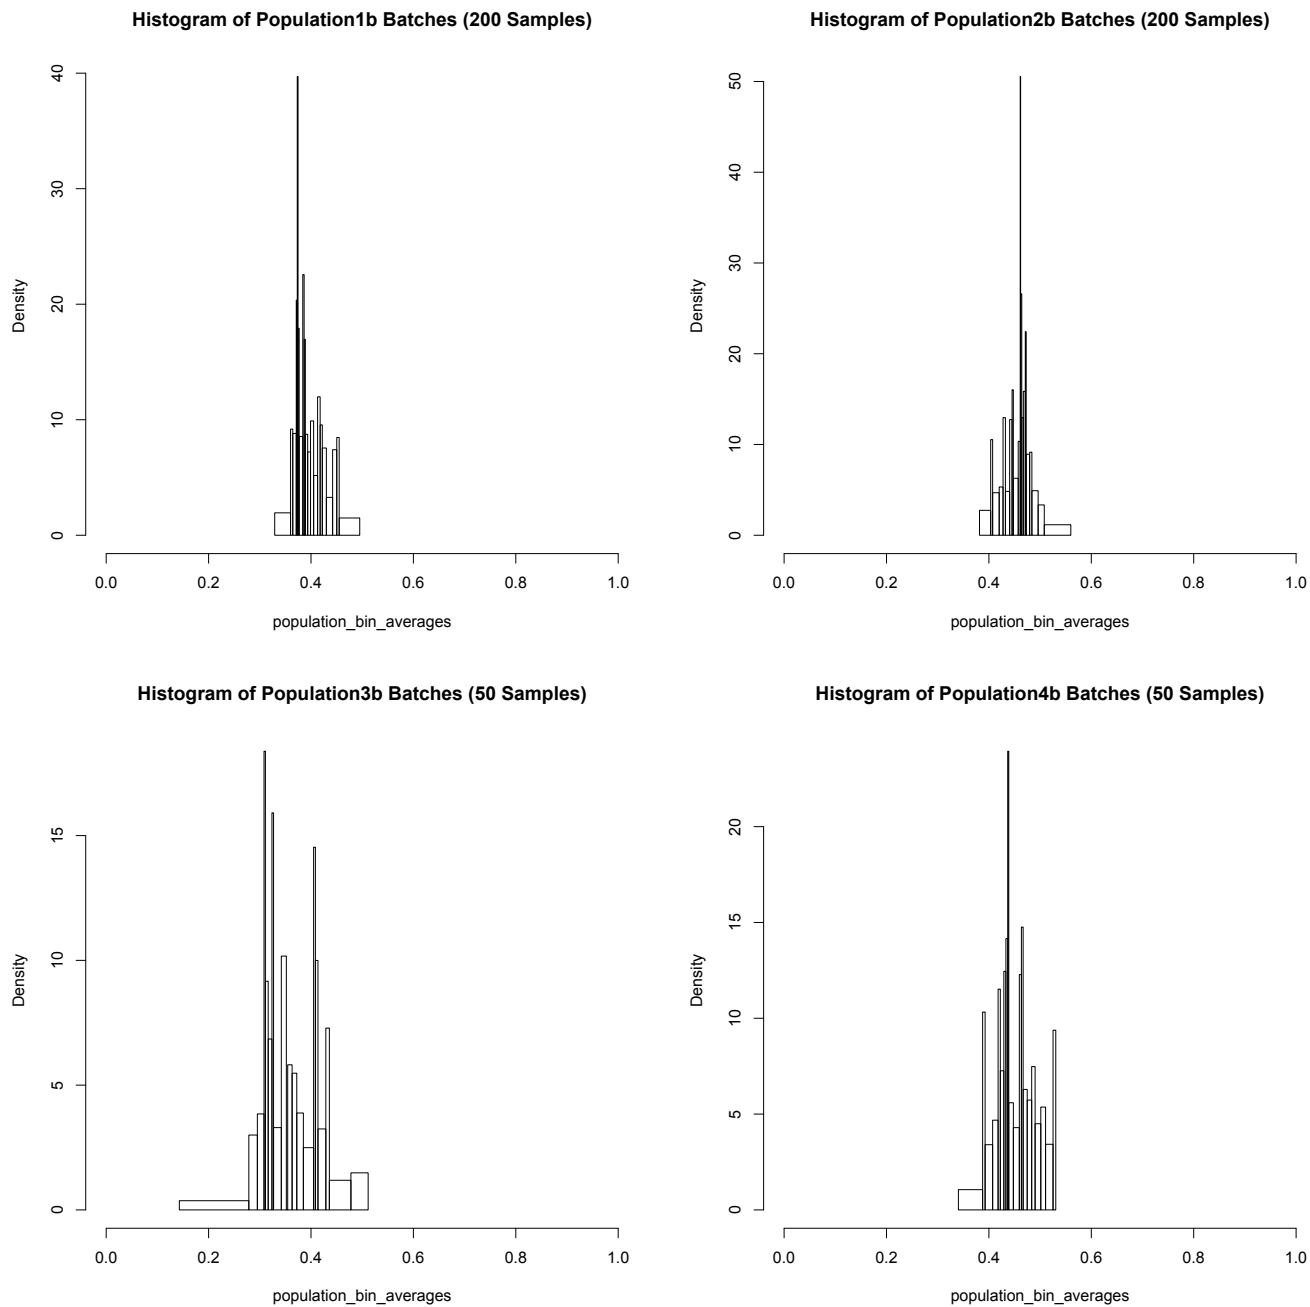 Histogram of Population1b Batches (200 Samples)
Density
0
10
20
30
40
0.0 0.2 0.4 0.6 0.8 1.0
population_bin_averages
Histogram of Population2b Batches (200 Samples)
Density
0
10
20
30
40
50
0.0 0.2 0.4 0.6 0.8 1.0
population_bin_averages
Histogram of Population3b Batches (50 Samples)
Density
0
5
10
15
0.0 0.2 0.4 0.6 0.8 1.0
population_bin_averages
Histogram of Population4b Batches (50 Samples)
Density
0
5
10
15
20
0.0 0.2 0.4 0.6 0.8 1.0
population_bin_averages